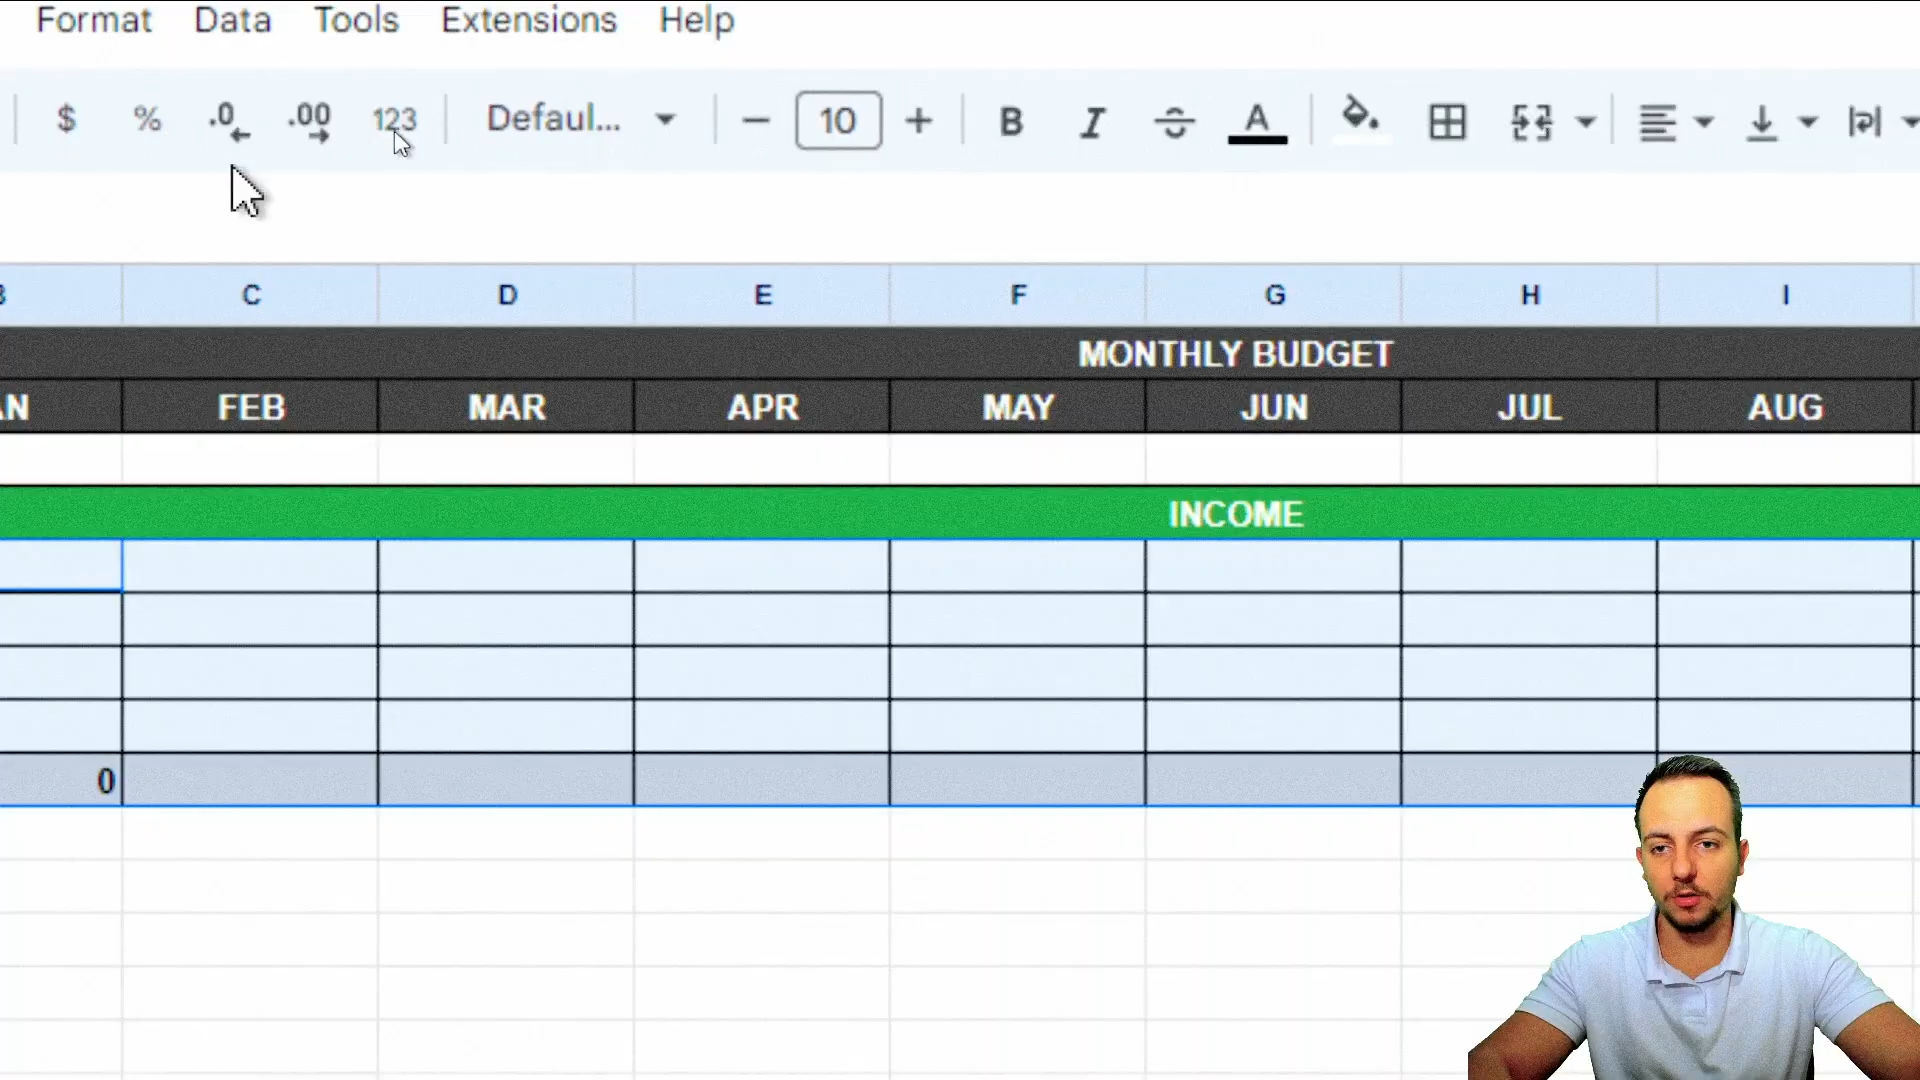 Format Data Tools Extensions Help
$ % .0 .00 123 Defaul... 10 B I A
B C D E F G H I
MONTHLY BUDGET
AN FEB MAR APR MAY JUN JUL AUG
INCOME
0